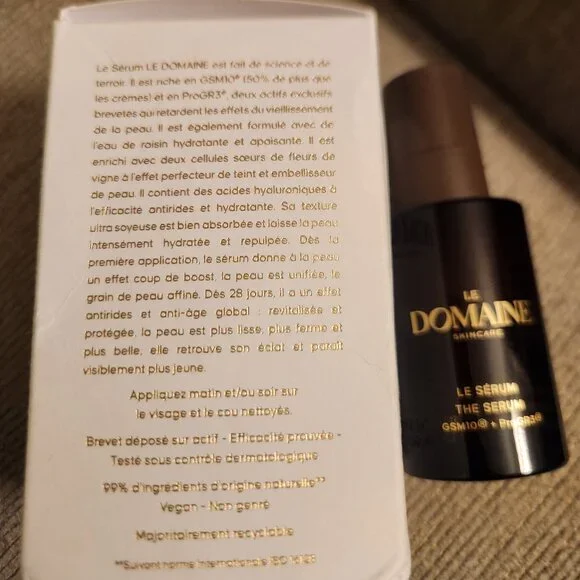 Le Sérum LE DOMAINE est fait de science et de
terroir. Il est riche en GSM10® (50% de plus que
les crèmes) et en ProGR3®, deux actifs exclusifs
brevetés qui retardent les effets du vieillissement
de la peau. Il est également formulé avec de
l'eau de raisin hydratante et apaisante. Il est
enrichi avec deux cellules sœurs de fleurs de
vigne à l'effet perfecteur de teint et embellisseur
de peau. Il contient des acides hyaluroniques à
l'efficacité antirides et hydratante. Sa texture
ultra soyeuse est bien absorbée et laisse la peau
intensément hydratée et repulpée. Dès la
première application, le sérum donne à la peau
un effet coup de boost, la peau est unifiée, le
grain de peau affiné. Dès 28 jours, il a un effet
antirides et anti-âge global : revitalisée et
protégée, la peau est plus lisse, plus ferme et
plus belle, elle retrouve son éclat et paraît
visiblement plus jeune.
Appliquez matin et/ou soir sur
le visage et le cou nettoyés.
Brevet déposé sur actif - Efficacité prouvée -
Testé sous contrôle dermatologique
99% d'ingrédients d'origine naturelle**
Vegan - Non genré
Majoritairement recyclable
**Suivant norme internationale ISO 16128
LE
DOMAINE
SKINCARE
LE SÉRUM
THE SERUM
GSM10® + ProGR3®